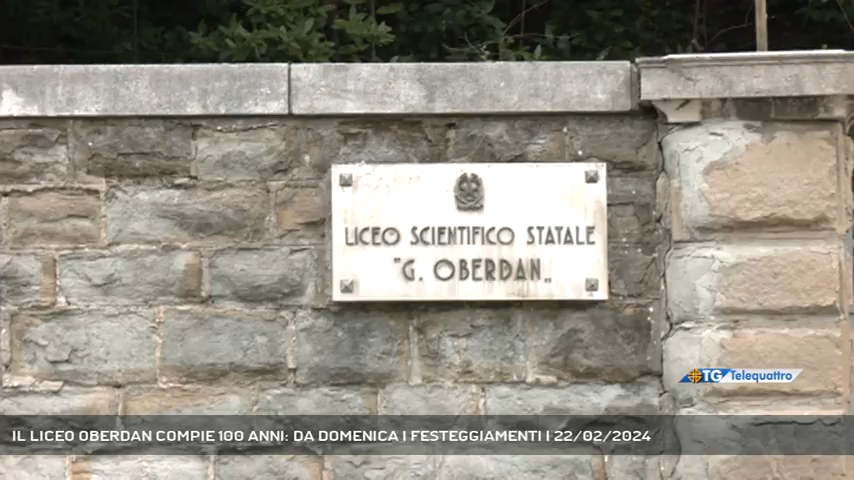 LICEO SCIENTIFICO STATALE
"G. OBERDAN„
TG Telequattro
IL LICEO OBERDAN COMPIE 100 ANNI: DA DOMENICA I FESTEGGIAMENTI | 22/02/2024